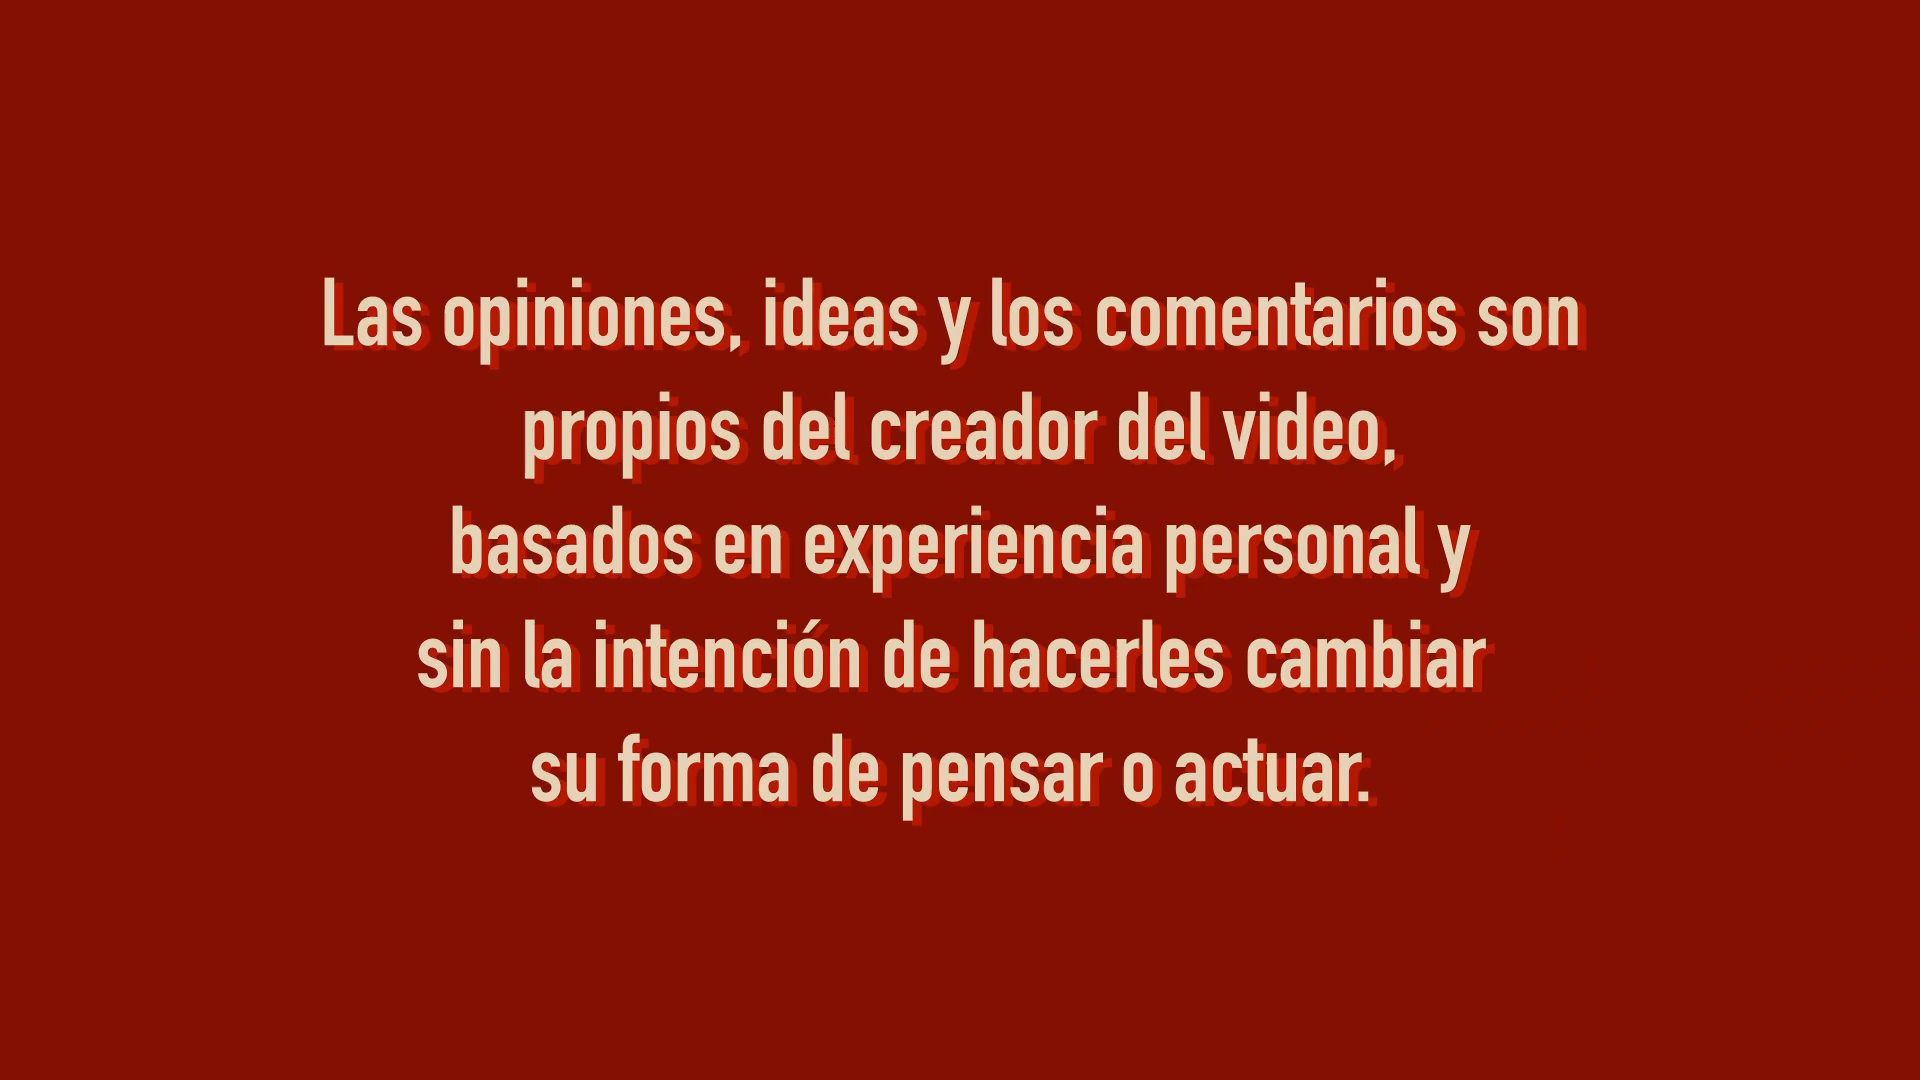 Las opiniones, ideas y los comentarios son
propios del creador del video,
basados en experiencia personal y
sin la intención de hacerles cambiar
su forma de pensar o actuar.